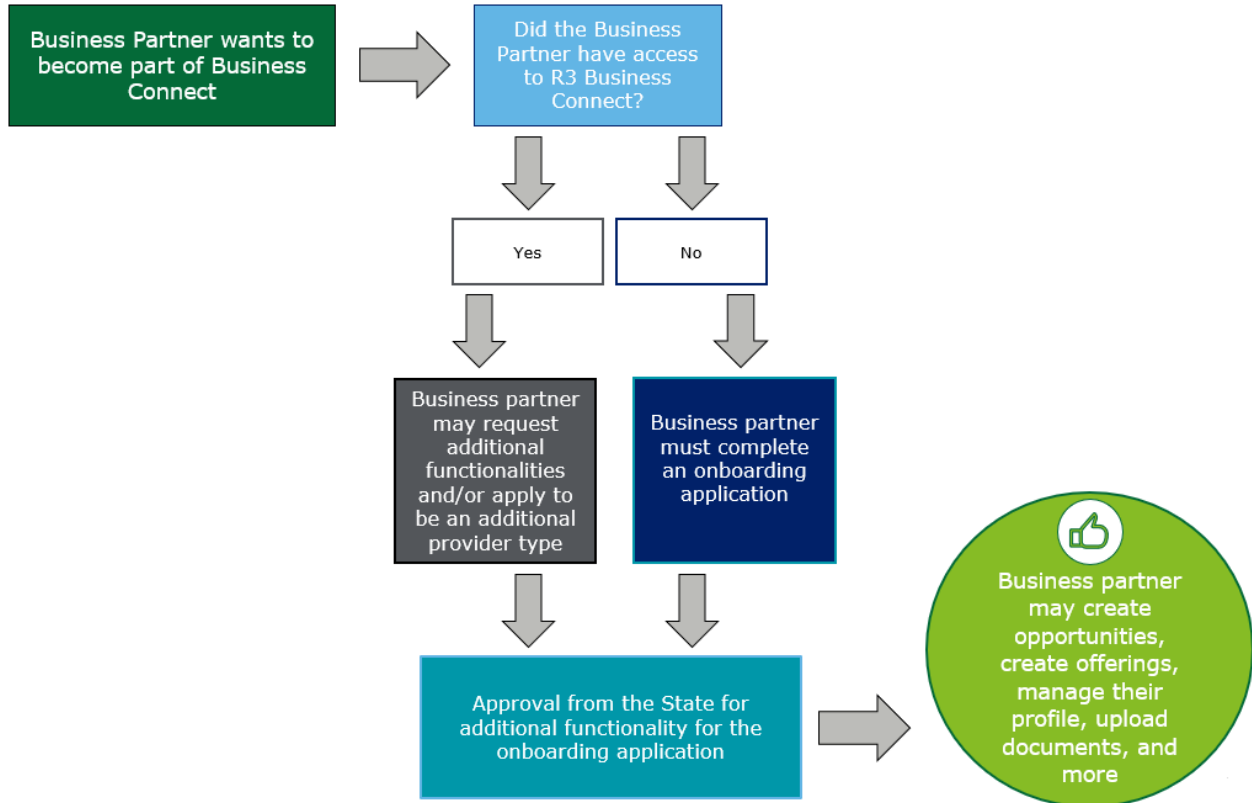 Business Partner wants to
become part of Business
Connect
Did the Business
Partner have access
to R3 Business
Connect?
Yes
No
Business partner
may request
additional
functionalities
and/or apply to
be an additional
provider type
Business partner
must complete
an onboarding
application
Approval from the State for
additional functionality for the
onboarding application
Business partner
may create
opportunities,
create offerings,
manage their
profile, upload
documents, and
more